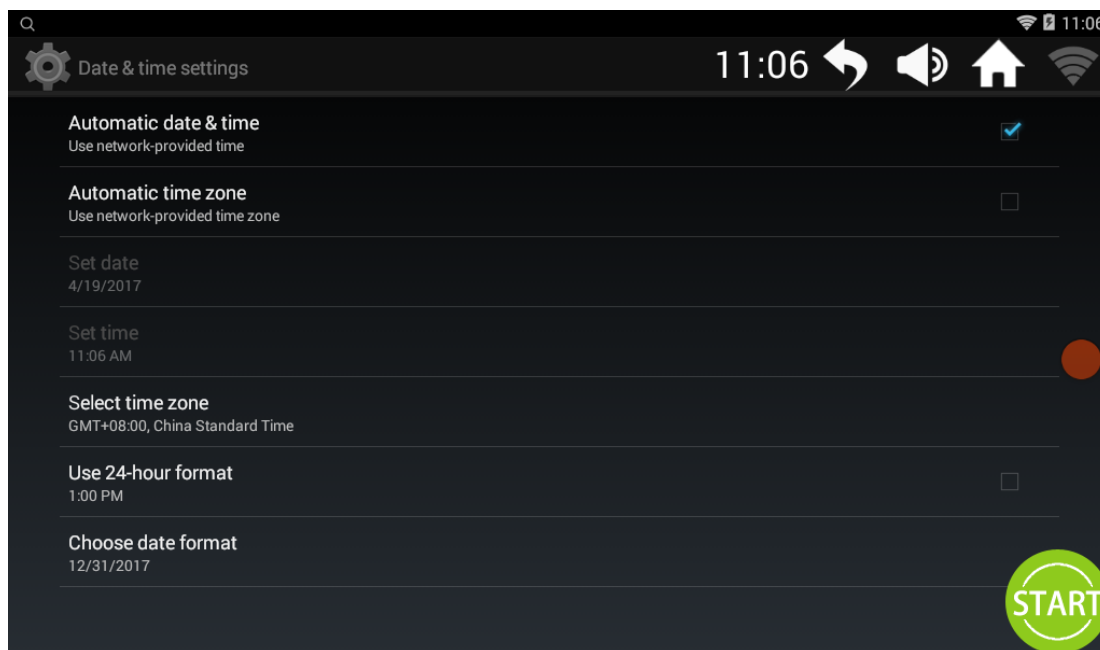 11:06
Date & time settings
11:06
Automatic date & time
Use network-provided time
Automatic time zone
Use network-provided time zone
Set date
4/19/2017
Set time
11:06 AM
Select time zone
GMT+08:00, China Standard Time
Use 24-hour format
1:00 PM
Choose date format
12/31/2017
START